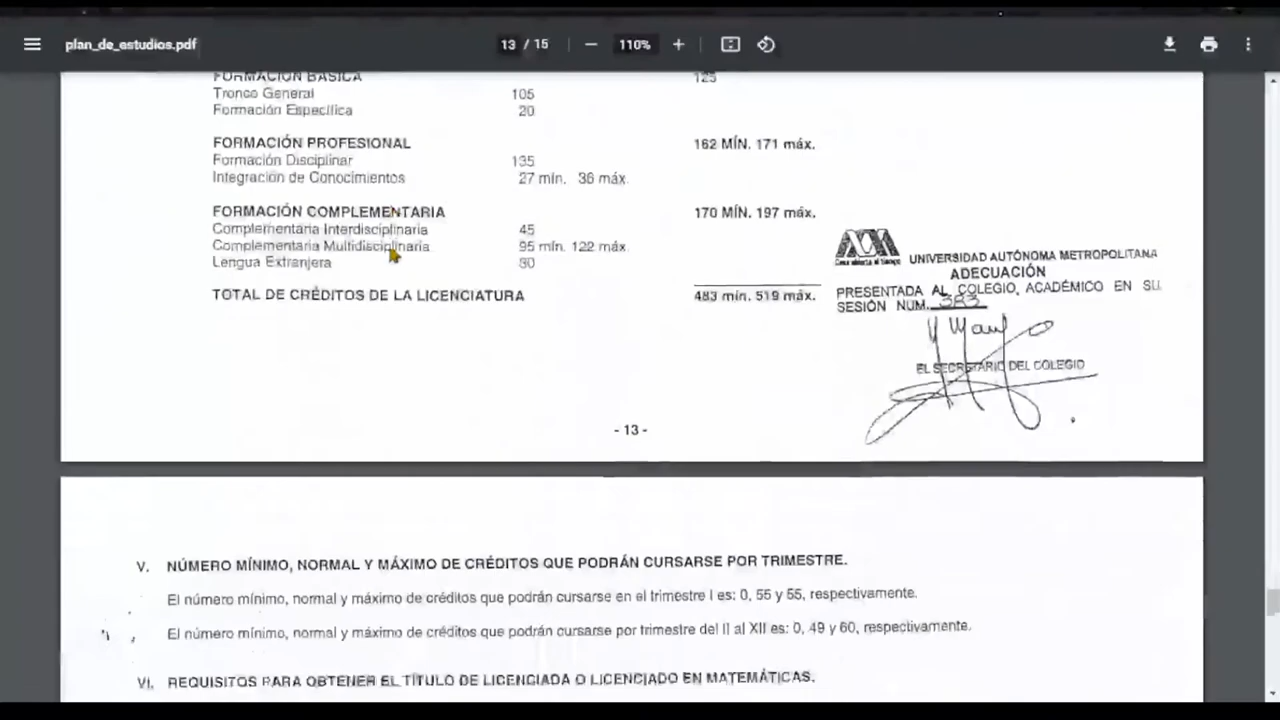 plan_de_estudios.pdf
13 / 15
110%
FORMACIÓN BÁSICA 125
Tronco General 105
Formación Específica 20
FORMACIÓN PROFESIONAL 162 MÍN. 171 máx.
Formación Disciplinar 135
Integración de Conocimientos 27 mín. 36 máx.
FORMACIÓN COMPLEMENTARIA 170 MÍN. 197 máx.
Complementaria Interdisciplinaria 45
Complementaria Multidisciplinaria 95 mín. 122 máx.
Lengua Extranjera 30
TOTAL DE CRÉDITOS DE LA LICENCIATURA 483 mín. 519 máx.
Casa abierta al tiempo
UNIVERSIDAD AUTÓNOMA METROPOLITANA
ADECUACIÓN
PRESENTADA AL COLEGIO, ACADÉMICO EN SU
SESIÓN NUM. 383
EL SECRETARIO DEL COLEGIO
- 13 -
V. NÚMERO MÍNIMO, NORMAL Y MÁXIMO DE CRÉDITOS QUE PODRÁN CURSARSE POR TRIMESTRE.
El número mínimo, normal y máximo de créditos que podrán cursarse en el trimestre I es: 0, 55 y 55, respectivamente.
El número mínimo, normal y máximo de créditos que podrán cursarse por trimestre del II al XII es: 0, 49 y 60, respectivamente.
VI. REQUISITOS PARA OBTENER EL TÍTULO DE LICENCIADA O LICENCIADO EN MATEMÁTICAS.